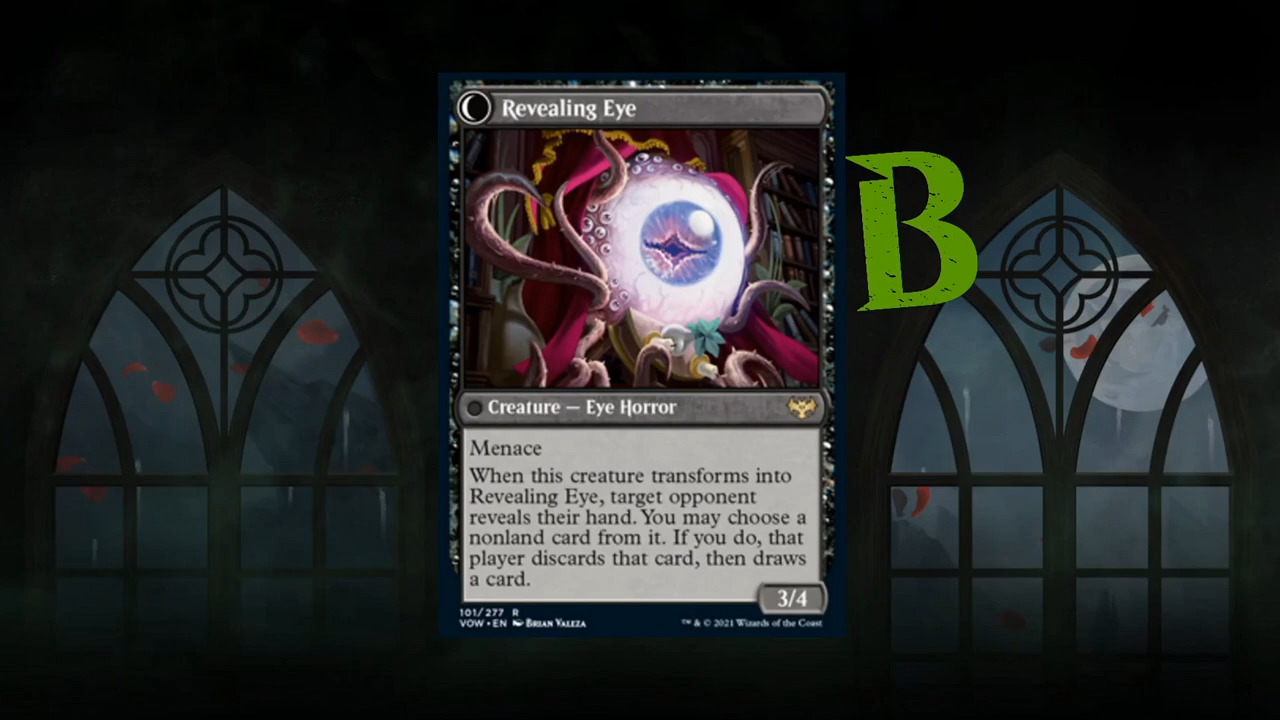 Revealing Eye
B
Creature — Eye Horror
Menace
When this creature transforms into
Revealing Eye, target opponent
reveals their hand. You may choose a
nonland card from it. If you do, that
player discards that card, then draws
a card.
3/4
101/277 R
VOW • EN BRIAN VALEZA
™ & © 2021 Wizards of the Coast